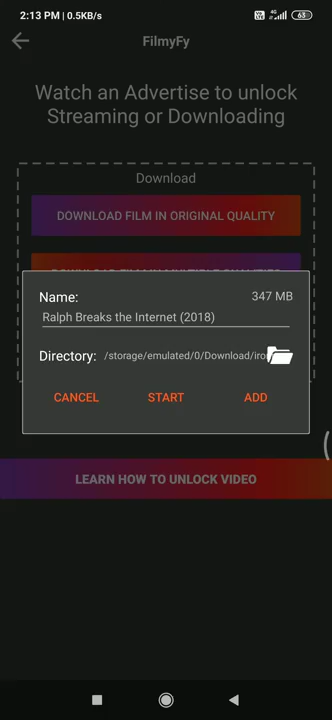 2:13 PM | 0.5KB/s
4G
63
FilmyFy
Watch an Advertise to unlock
Streaming or Downloading
Download
DOWNLOAD FILM IN ORIGINAL QUALITY
Name:
347 MB
Ralph Breaks the Internet (2018)
Directory: /storage/emulated/0/Download/iro
CANCEL START ADD
LEARN HOW TO UNLOCK VIDEO